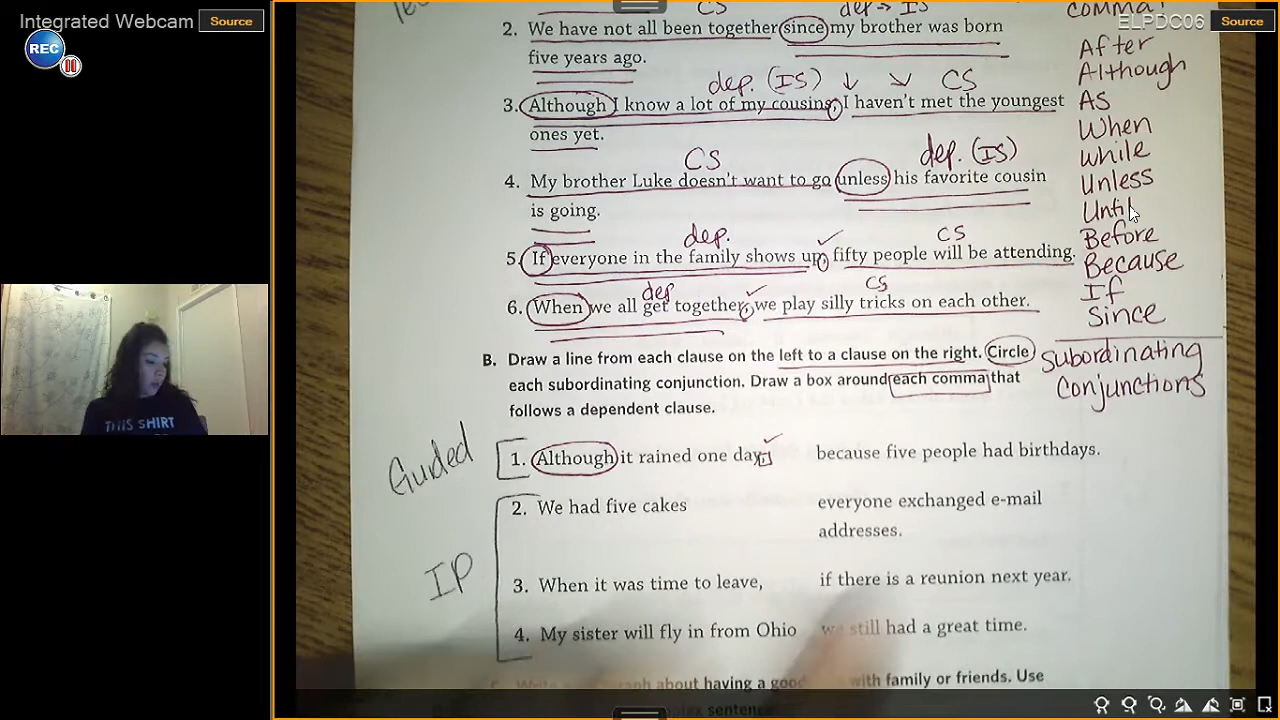 Integrated Webcam
Source
REC
ELPDC06
Source
CS
dep → IS
comma!
2. We have not all been together since my brother was born
five years ago.
dep. (IS) CS
3. Although I know a lot of my cousins, I haven't met the youngest
ones yet.
CS dep. (IS)
4. My brother Luke doesn't want to go unless his favorite cousin
is going.
dep. CS
5. If everyone in the family shows up, fifty people will be attending.
dep CS
6. When we all get together, we play silly tricks on each other.
After
Although
As
When
While
Unless
Until
Before
Because
If
Since
Subordinating
Conjunctions
B. Draw a line from each clause on the left to a clause on the right. Circle
each subordinating conjunction. Draw a box around each comma that
follows a dependent clause.
Guided
1. Although it rained one day, because five people had birthdays.
IP
2. We had five cakes everyone exchanged e-mail
addresses.
3. When it was time to leave, if there is a reunion next year.
4. My sister will fly in from Ohio we still had a great time.
about having a good with family or friends. Use
sentence
THIS SHIRT